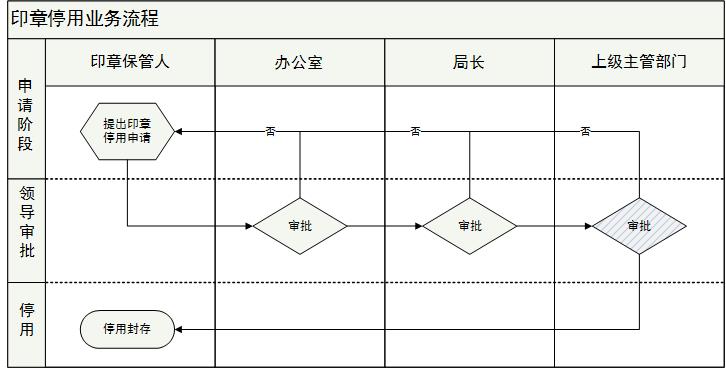 印章停用业务流程
印章保管人
办公室
局长
上级主管部门
申请阶段
提出印章
停用申请
否
否
否
领导审批
审批
审批
审批
停用
停用封存